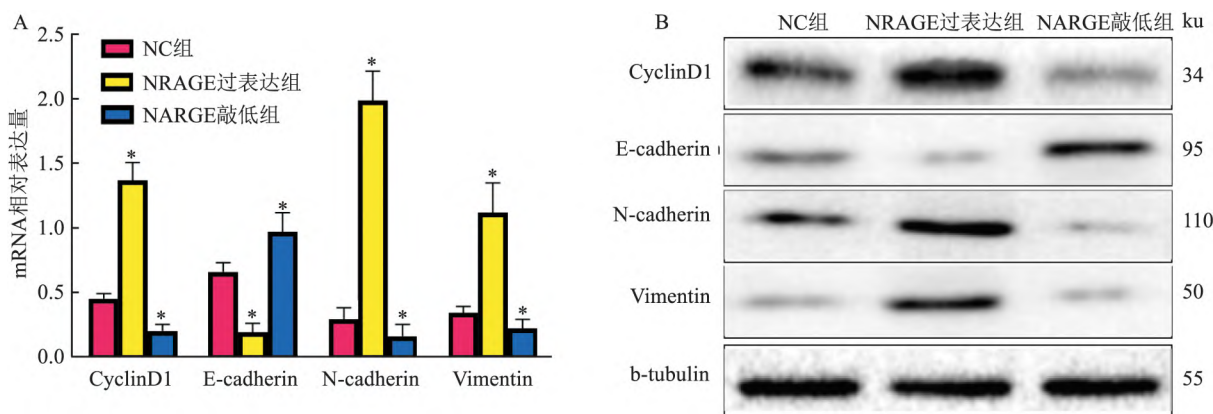 A
2.5
2.0
1.5
1.0
0.5
0.0
mRNA相对表达量
NC组
NRAGE过表达组
NARGE敲低组
*
*
*
*
*
*
*
*
CyclinD1 E-cadherin N-cadherin Vimentin
B
NC组 NRAGE过表达组 NARGE敲低组 ku
CyclinD1 34
E-cadherin 95
N-cadherin 110
Vimentin 50
b-tubulin 55